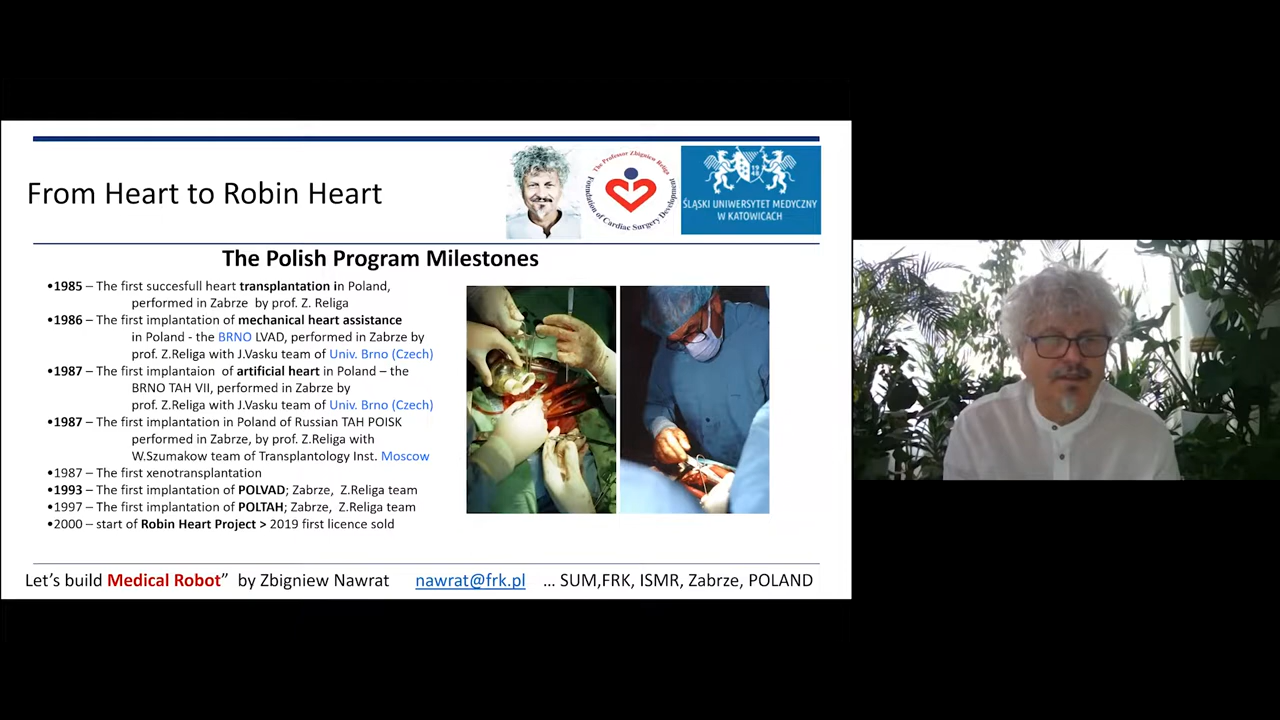 From Heart to Robin Heart
The Professor Zbigniew Religa
Foundation of Cardiac Surgery Development
19
48
ŚLĄSKI UNIWERSYTET MEDYCZNY
W KATOWICACH
The Polish Program Milestones
•1985 – The first succesfull heart transplantation in Poland,
performed in Zabrze by prof. Z. Religa
•1986 – The first implantation of mechanical heart assistance
in Poland - the BRNO LVAD, performed in Zabrze by
prof. Z.Religa with J.Vasku team of Univ. Brno (Czech)
•1987 – The first implantaion of artificial heart in Poland – the
BRNO TAH VII, performed in Zabrze by
prof. Z.Religa with J.Vasku team of Univ. Brno (Czech)
•1987 – The first implantation in Poland of Russian TAH POISK
performed in Zabrze, by prof. Z.Religa with
W.Szumakow team of Transplantology Inst. Moscow
•1987 – The first xenotransplantation
•1993 – The first implantation of POLVAD; Zabrze, Z.Religa team
•1997 – The first implantation of POLTAH; Zabrze, Z.Religa team
•2000 – start of Robin Heart Project > 2019 first licence sold
Let's build Medical Robot” by Zbigniew Nawrat nawrat@frk.pl ... SUM,FRK, ISMR, Zabrze, POLAND